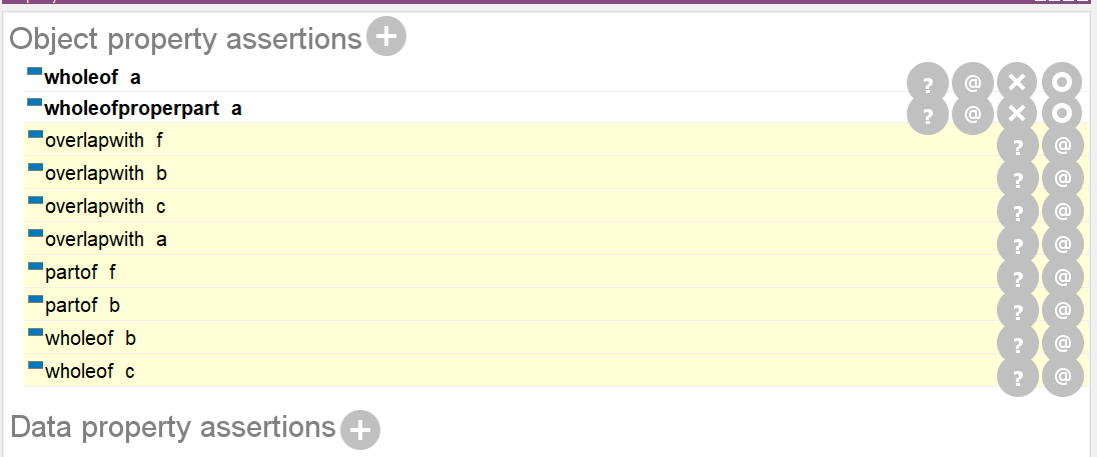 Object property assertions +
wholeof a ? @
wholeofproperpart a ? @
overlapwith f ? @
overlapwith b ? @
overlapwith c ? @
overlapwith a ? @
partof f ? @
partof b ? @
wholeof b ? @
wholeof c ? @
Data property assertions +